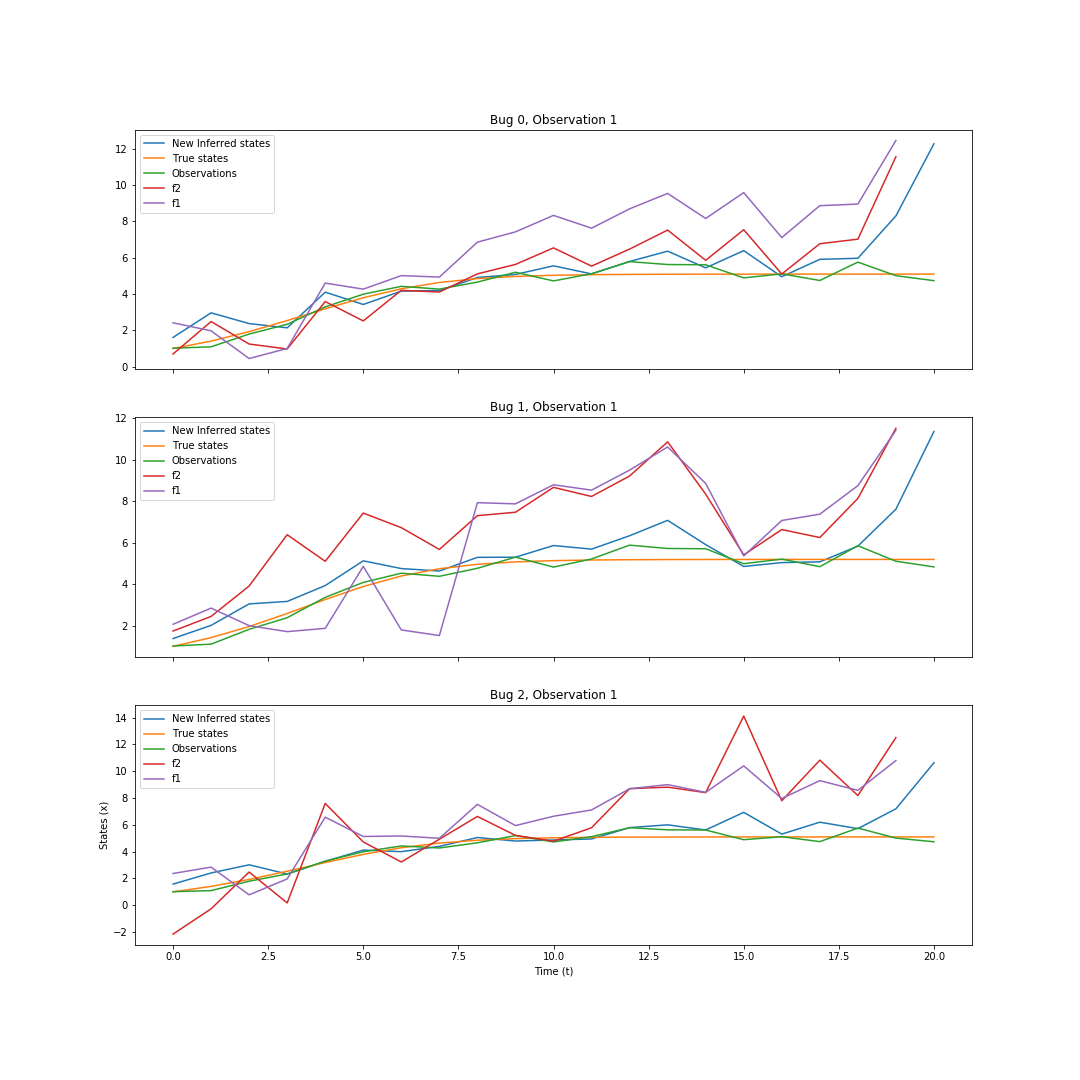 Bug 0, Observation 1
New Inferred states
True states
Observations
f2
f1
12
10
8
6
4
2
0
Bug 1, Observation 1
New Inferred states
True states
Observations
f2
f1
12
10
8
6
4
2
Bug 2, Observation 1
New Inferred states
True states
Observations
f2
f1
14
12
10
8
6
4
2
0
−2
States (x)
0.0 2.5 5.0 7.5 10.0 12.5 15.0 17.5 20.0
Time (t)